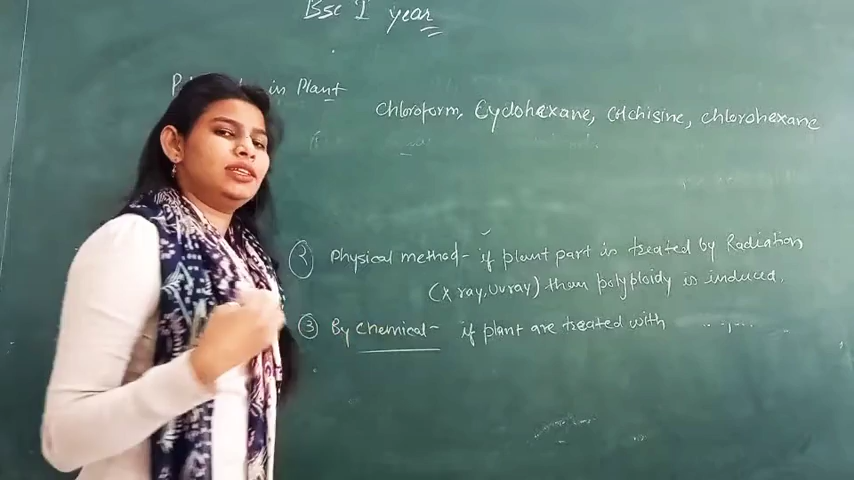 Bsc I year
in Plant
Chloroform, Cyclohexane, Colchisine, chlorohexane
② Physical method- if plant part is treated by Radiation
(X ray, UV ray) then polyploidy is induced.
③ By Chemical- if plant are treated with